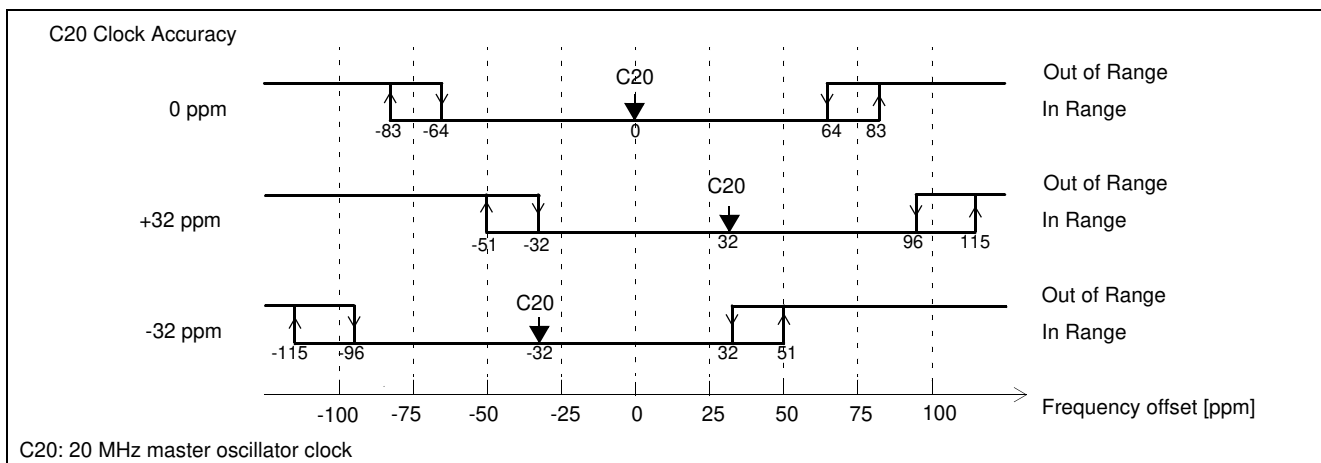 C20 Clock Accuracy
C20
Out of Range
0 ppm
In Range
-83 -64 0 64 83
C20
Out of Range
+32 ppm
In Range
-51 -32 32 96 115
C20
Out of Range
-32 ppm
In Range
-115 -96 -32 32 51
-100 -75 -50 -25 0 25 50 75 100
Frequency offset [ppm]
C20: 20 MHz master oscillator clock